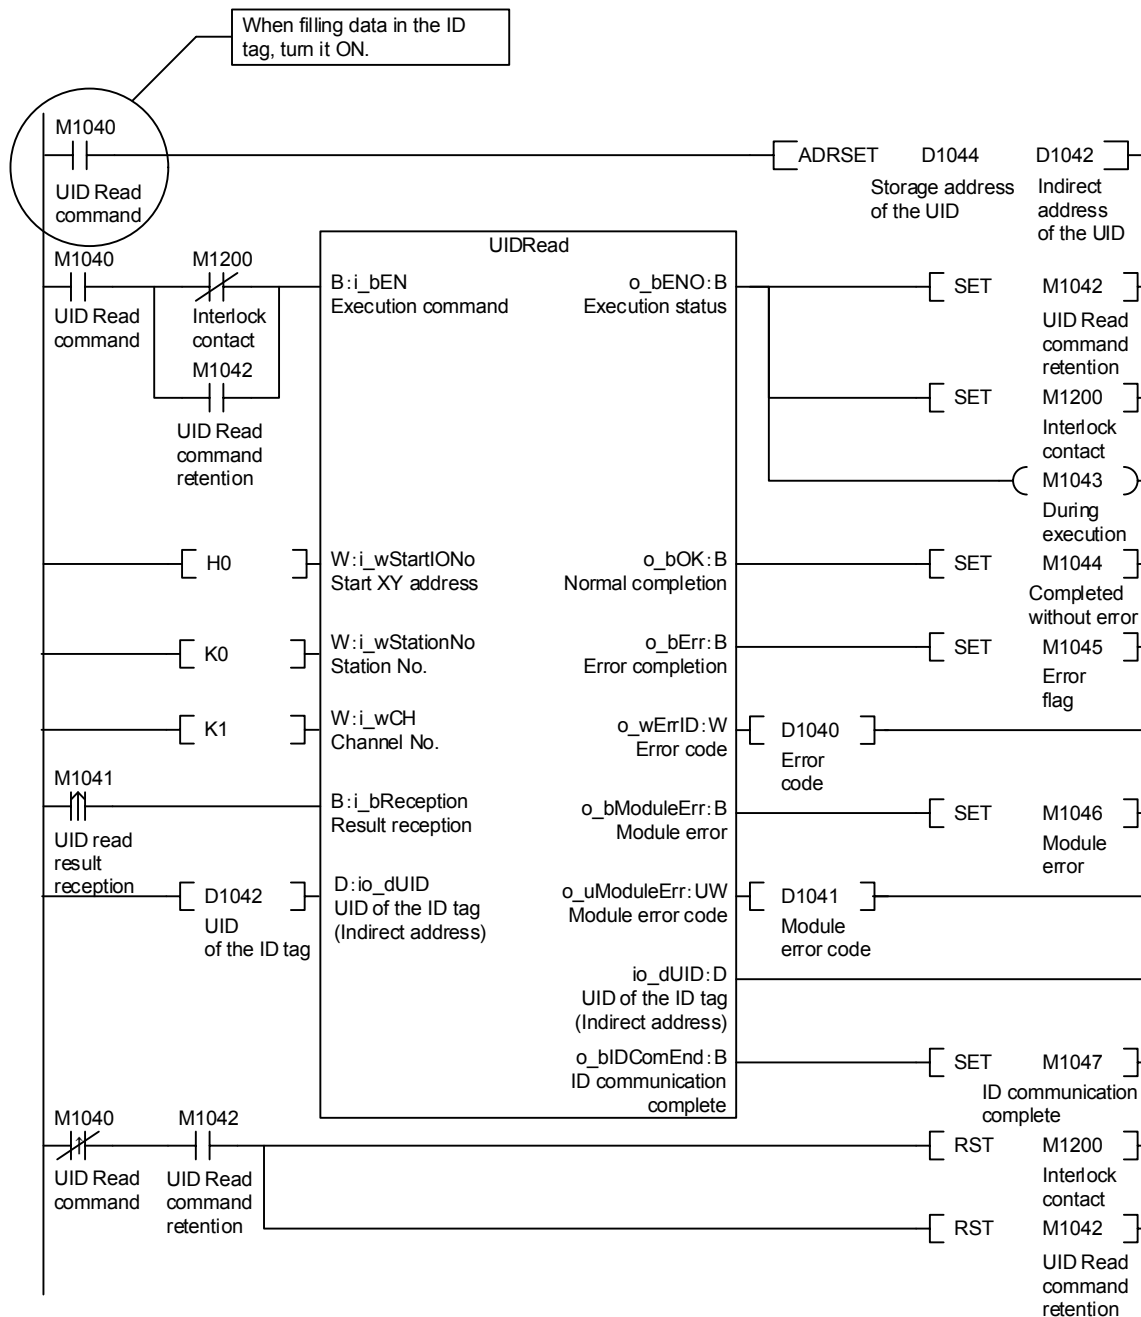 When filling data in the ID
tag, turn it ON.
M1040
UID Read
command
ADRSET D1044 D1042
Storage address
of the UID
Indirect
address
of the UID
M1040
UID Read
command
M1200
Interlock
contact
M1042
UID Read
command
retention
UIDRead
B:i_bEN
Execution command
o_bENO:B
Execution status
SET M1042
UID Read
command
retention
SET M1200
Interlock
contact
M1043
During
execution
H0
W:i_wStartIONo
Start XY address
o_bOK:B
Normal completion
SET M1044
Completed
without error
K0
W:i_wStationNo
Station No.
o_bErr:B
Error completion
SET M1045
Error
flag
K1
W:i_wCH
Channel No.
o_wErrID:W
Error code
D1040
Error
code
M1041
UID read
result
reception
B:i_bReception
Result reception
o_bModuleErr:B
Module error
SET M1046
Module
error
D1042
UID
of the ID tag
D:io_dUID
UID of the ID tag
(Indirect address)
o_uModuleErr:UW
Module error code
D1041
Module
error code
io_dUID:D
UID of the ID tag
(Indirect address)
o_bIDComEnd:B
ID communication
complete
SET M1047
ID communication
complete
M1040
UID Read
command
M1042
UID Read
command
retention
RST M1200
Interlock
contact
RST M1042
UID Read
command
retention